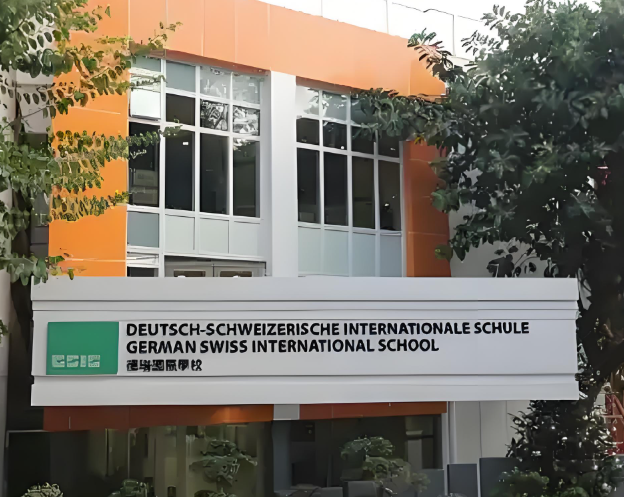 DEUTSCH-SCHWEIZERISCHE INTERNATIONALE SCHULE
GERMAN SWISS INTERNATIONAL SCHOOL
德瑞國際學校